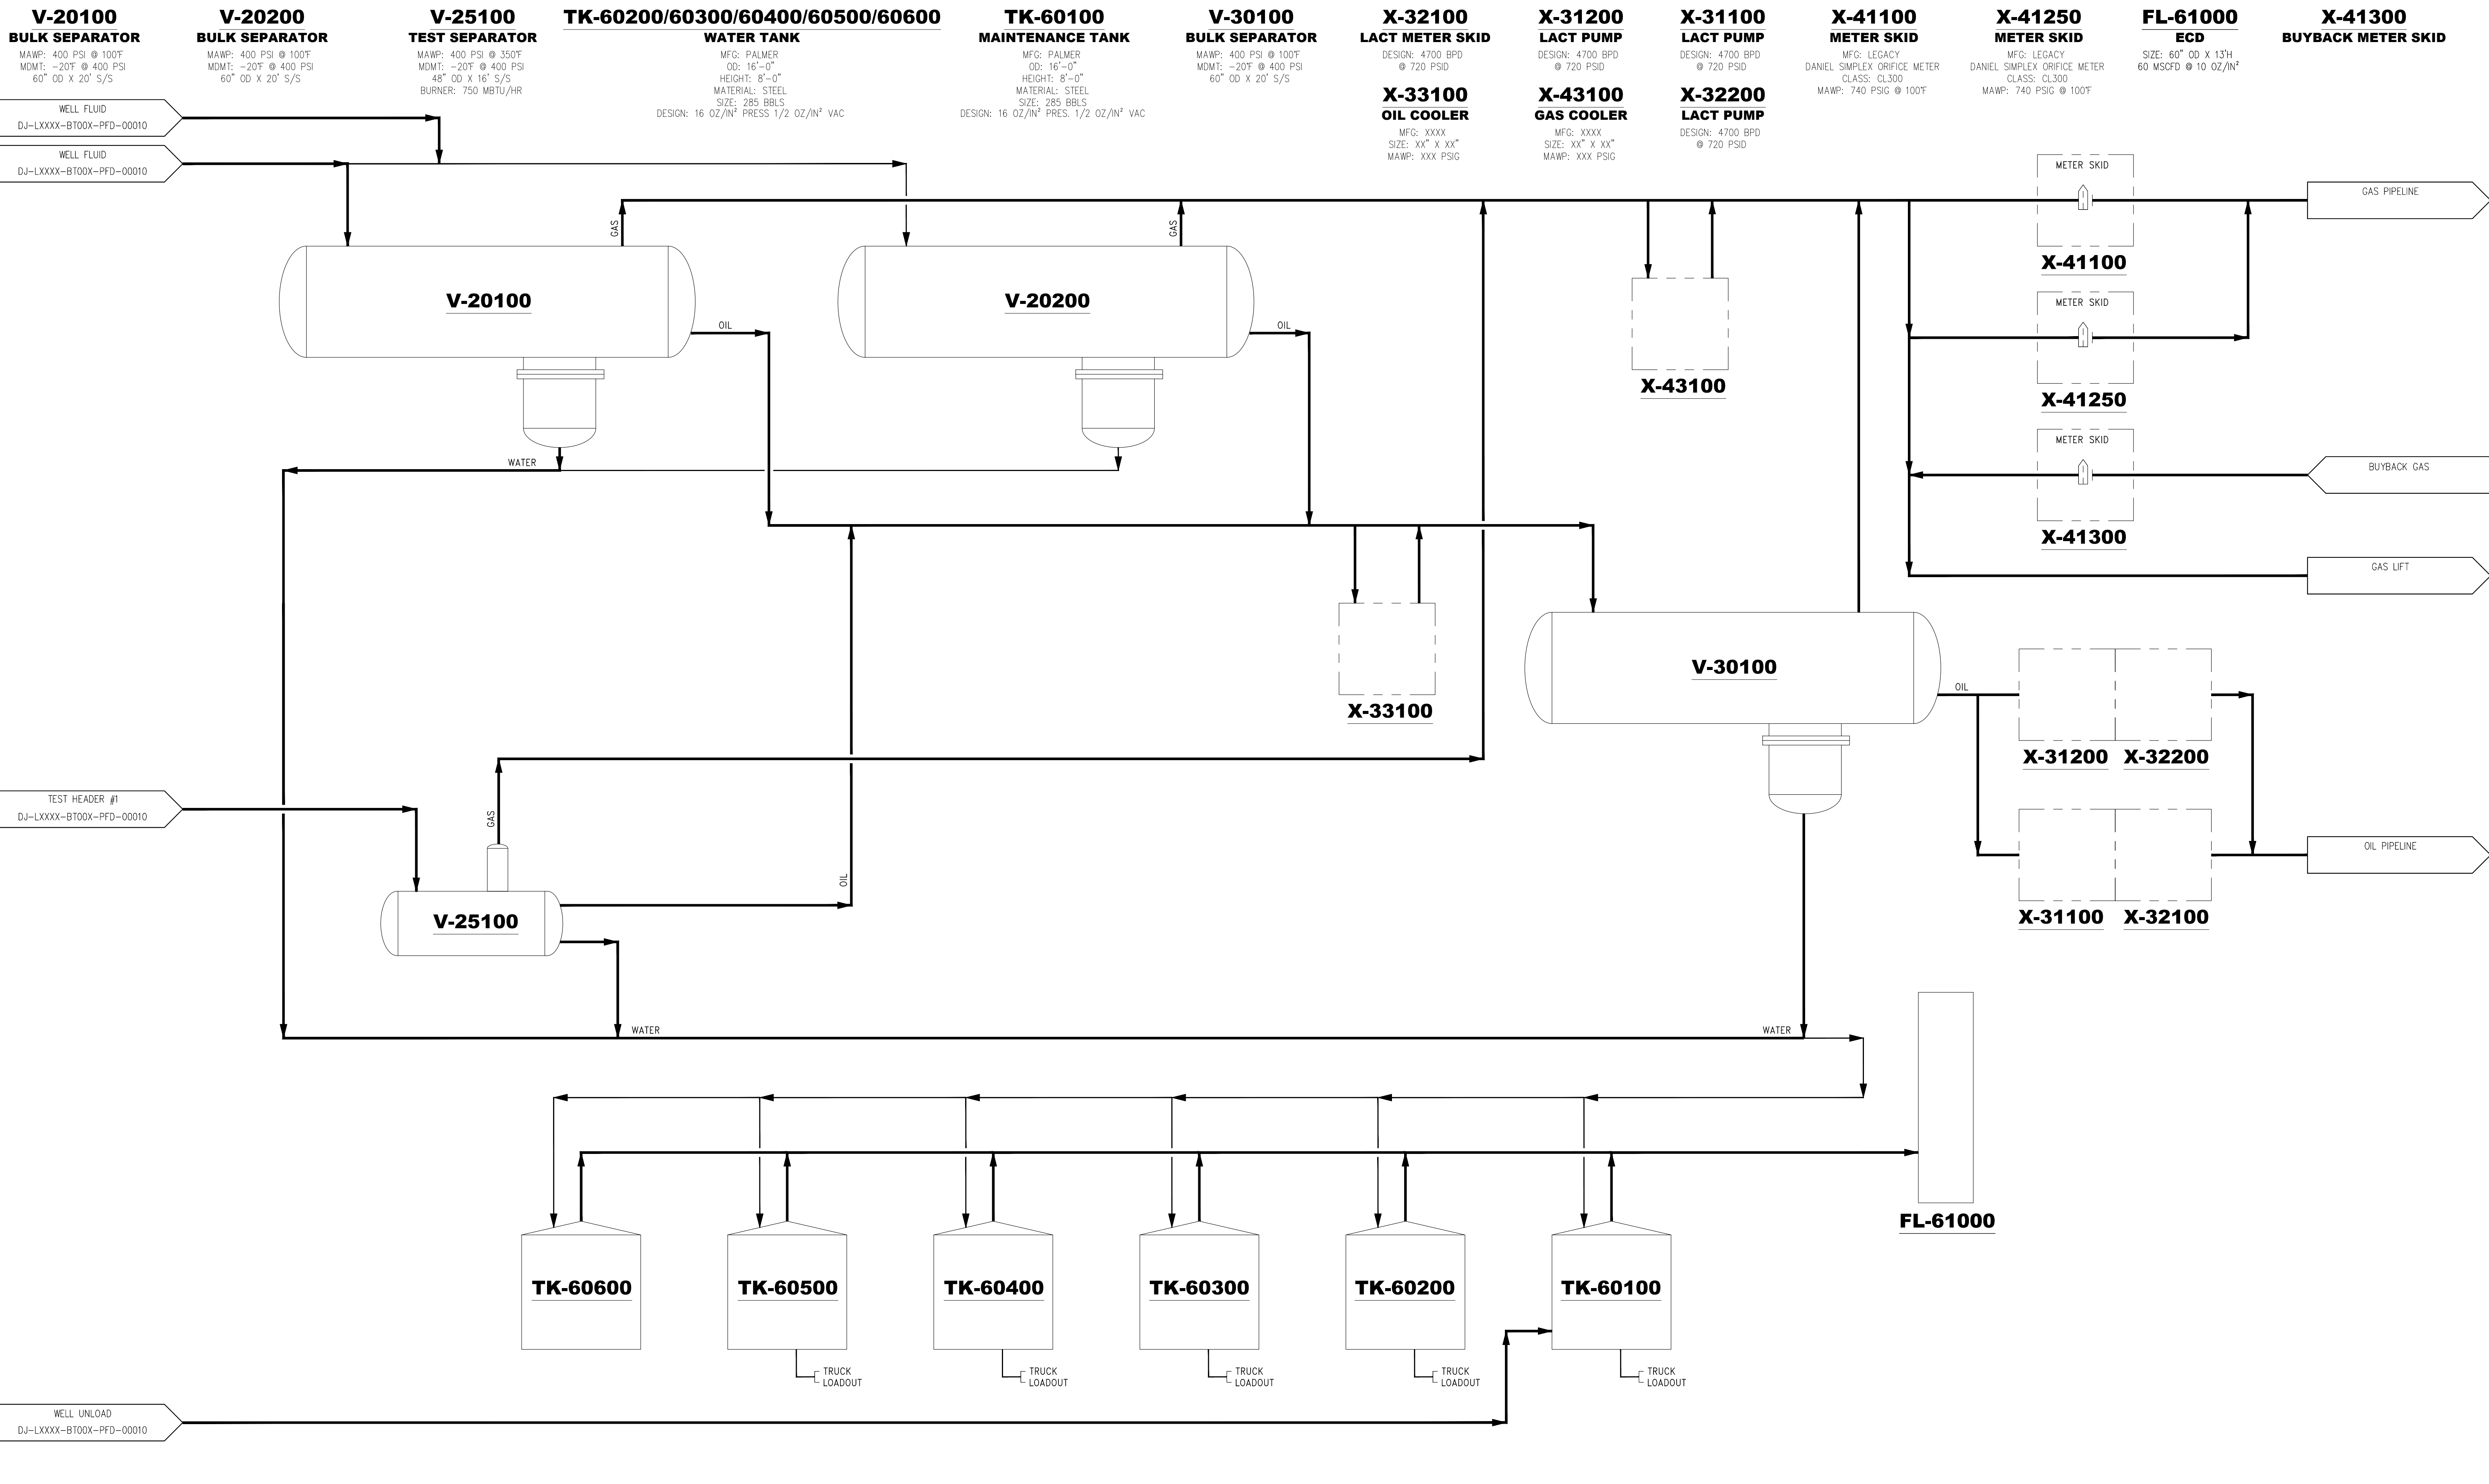 V-20100
BULK SEPARATOR
MAWP: 400 PSI @ 100°F
MDMT: -20°F @ 400 PSI
60" OD X 20' S/S
V-20200
BULK SEPARATOR
MAWP: 400 PSI @ 100°F
MDMT: -20°F @ 400 PSI
60" OD X 20' S/S
V-25100
TEST SEPARATOR
MAWP: 400 PSI @ 350°F
MDMT: -20°F @ 400 PSI
48" OD X 16' S/S
BURNER: 750 MBTU/HR
TK-60200/60300/60400/60500/60600
WATER TANK
MFG: PALMER
OD: 16'-0"
HEIGHT: 8'-0"
MATERIAL: STEEL
SIZE: 285 BBLS
DESIGN: 16 OZ/IN² PRESS 1/2 OZ/IN² VAC
TK-60100
MAINTENANCE TANK
MFG: PALMER
OD: 16'-0"
HEIGHT: 8'-0"
MATERIAL: STEEL
SIZE: 285 BBLS
DESIGN: 16 OZ/IN² PRES. 1/2 OZ/IN² VAC
V-30100
BULK SEPARATOR
MAWP: 400 PSI @ 100°F
MDMT: -20°F @ 400 PSI
60" OD X 20' S/S
X-32100
LACT METER SKID
DESIGN: 4700 BPD
@ 720 PSID
X-31200
LACT PUMP
DESIGN: 4700 BPD
@ 720 PSID
X-31100
LACT PUMP
DESIGN: 4700 BPD
@ 720 PSID
X-41100
METER SKID
MFG: LEGACY
DANIEL SIMPLEX ORIFICE METER
CLASS: CL300
MAWP: 740 PSIG @ 100°F
X-41250
METER SKID
MFG: LEGACY
DANIEL SIMPLEX ORIFICE METER
CLASS: CL300
MAWP: 740 PSIG @ 100°F
FL-61000
ECD
SIZE: 60" OD X 13'H
60 MSCFD @ 10 OZ/IN²
X-41300
BUYBACK METER SKID
X-33100
OIL COOLER
MFG: XXXX
SIZE: XX" X XX"
MAWP: XXX PSIG
X-43100
GAS COOLER
MFG: XXXX
SIZE: XX" X XX"
MAWP: XXX PSIG
X-32200
LACT PUMP
DESIGN: 4700 BPD
@ 720 PSID
WELL FLUID
DJ-LXXXX-BT00X-PFD-00010
WELL FLUID
DJ-LXXXX-BT00X-PFD-00010
METER SKID
GAS PIPELINE
GAS
GAS
X-41100
V-20100
V-20200
METER SKID
OIL
OIL
X-43100
X-41250
METER SKID
WATER
BUYBACK GAS
X-41300
GAS LIFT
V-30100
OIL
X-33100
X-31200
X-32200
TEST HEADER #1
DJ-LXXXX-BT00X-PFD-00010
GAS
OIL PIPELINE
OIL
V-25100
X-31100
X-32100
WATER
WATER
FL-61000
TK-60600
TK-60500
TK-60400
TK-60300
TK-60200
TK-60100
TRUCK
LOADOUT
TRUCK
LOADOUT
TRUCK
LOADOUT
TRUCK
LOADOUT
TRUCK
LOADOUT
WELL UNLOAD
DJ-LXXXX-BT00X-PFD-00010